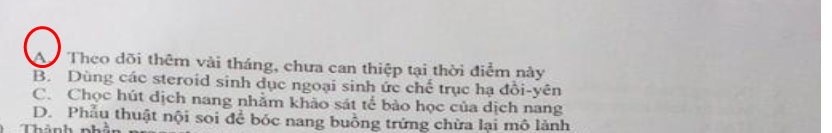 A. Theo dõi thêm vài tháng, chưa can thiệp tại thời điểm này
B. Dùng các steroid sinh dục ngoại sinh ức chế trục hạ đồi-yên
C. Chọc hút dịch nang nhằm khảo sát tế bào học của dịch nang
D. Phẫu thuật nội soi để bóc nang buồng trứng chừa lại mô lành
Thành phần